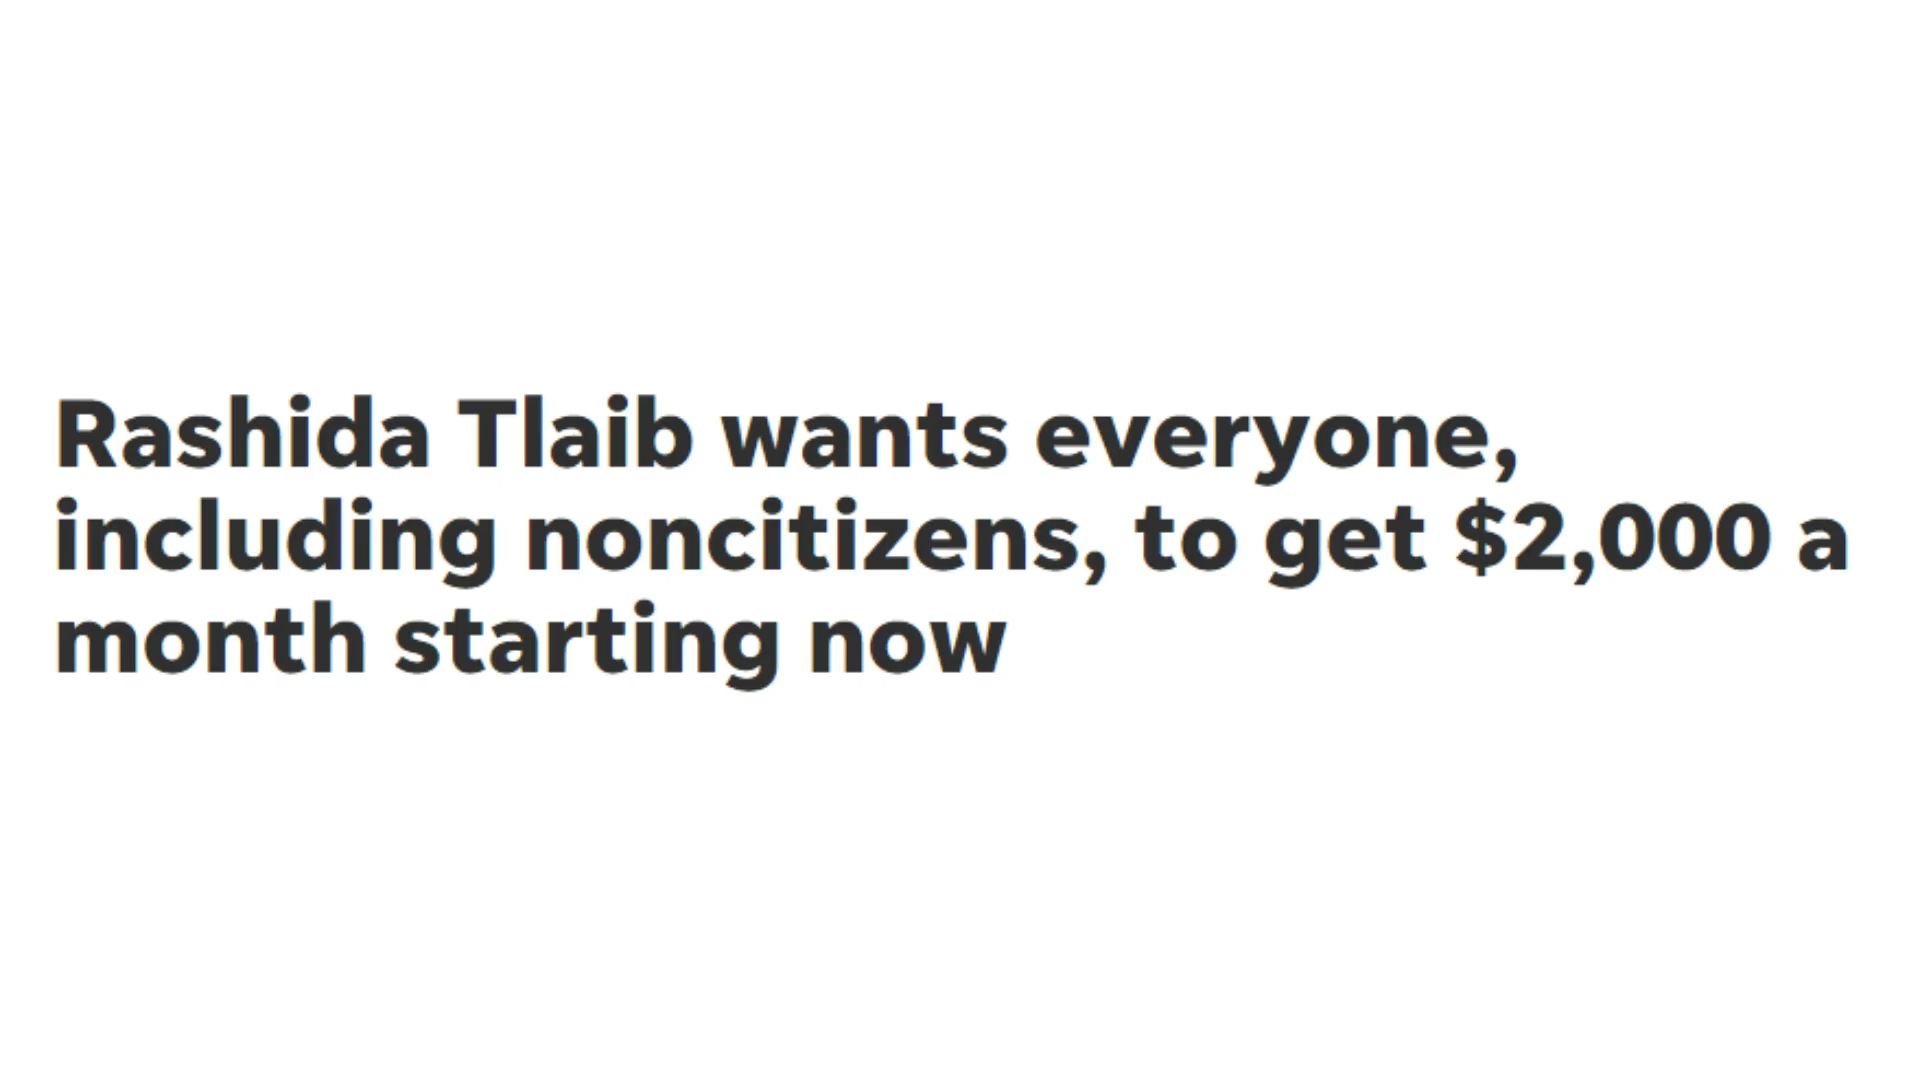 Rashida Tlaib wants everyone,
including noncitizens, to get $2,000 a
month starting now